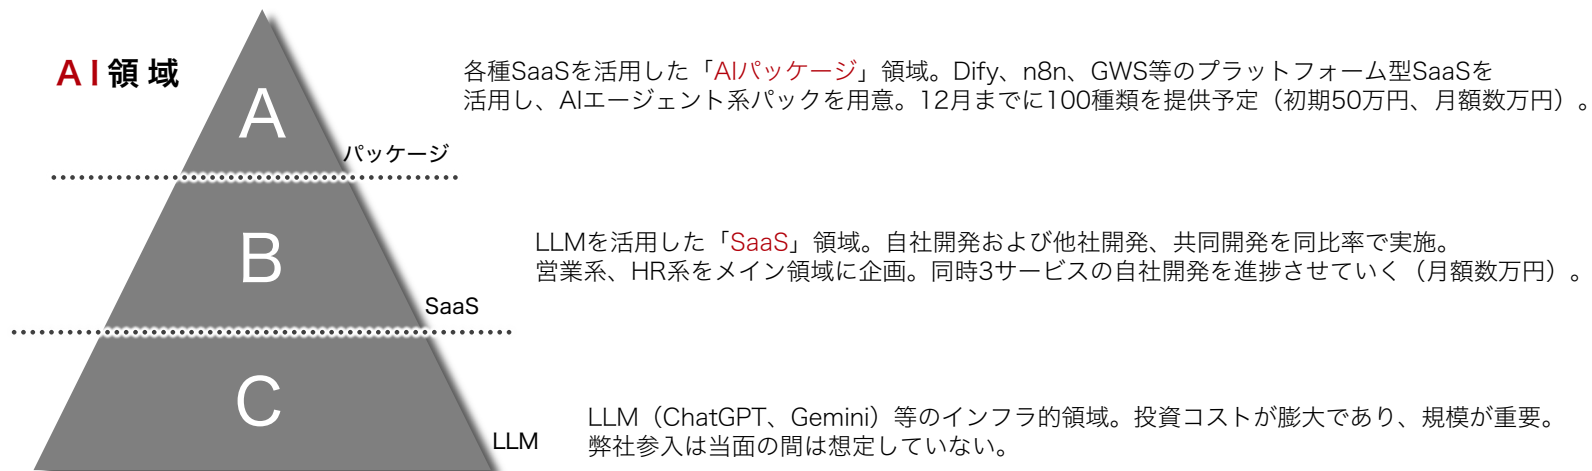 AI領域
各種SaaSを活用した「AIパッケージ」領域。Dify、n8n、GWS等のプラットフォーム型SaaSを
活用し、AIエージェント系パックを用意。12月までに100種類を提供予定（初期50万円、月額数万円）。
A
パッケージ
LLMを活用した「SaaS」領域。自社開発および他社開発、共同開発を同比率で実施。
営業系、HR系をメイン領域に企画。同時3サービスの自社開発を進捗させていく（月額数万円）。
B
SaaS
LLM（ChatGPT、Gemini）等のインフラ的領域。投資コストが膨大であり、規模が重要。
弊社参入は当面の間は想定していない。
C
LLM